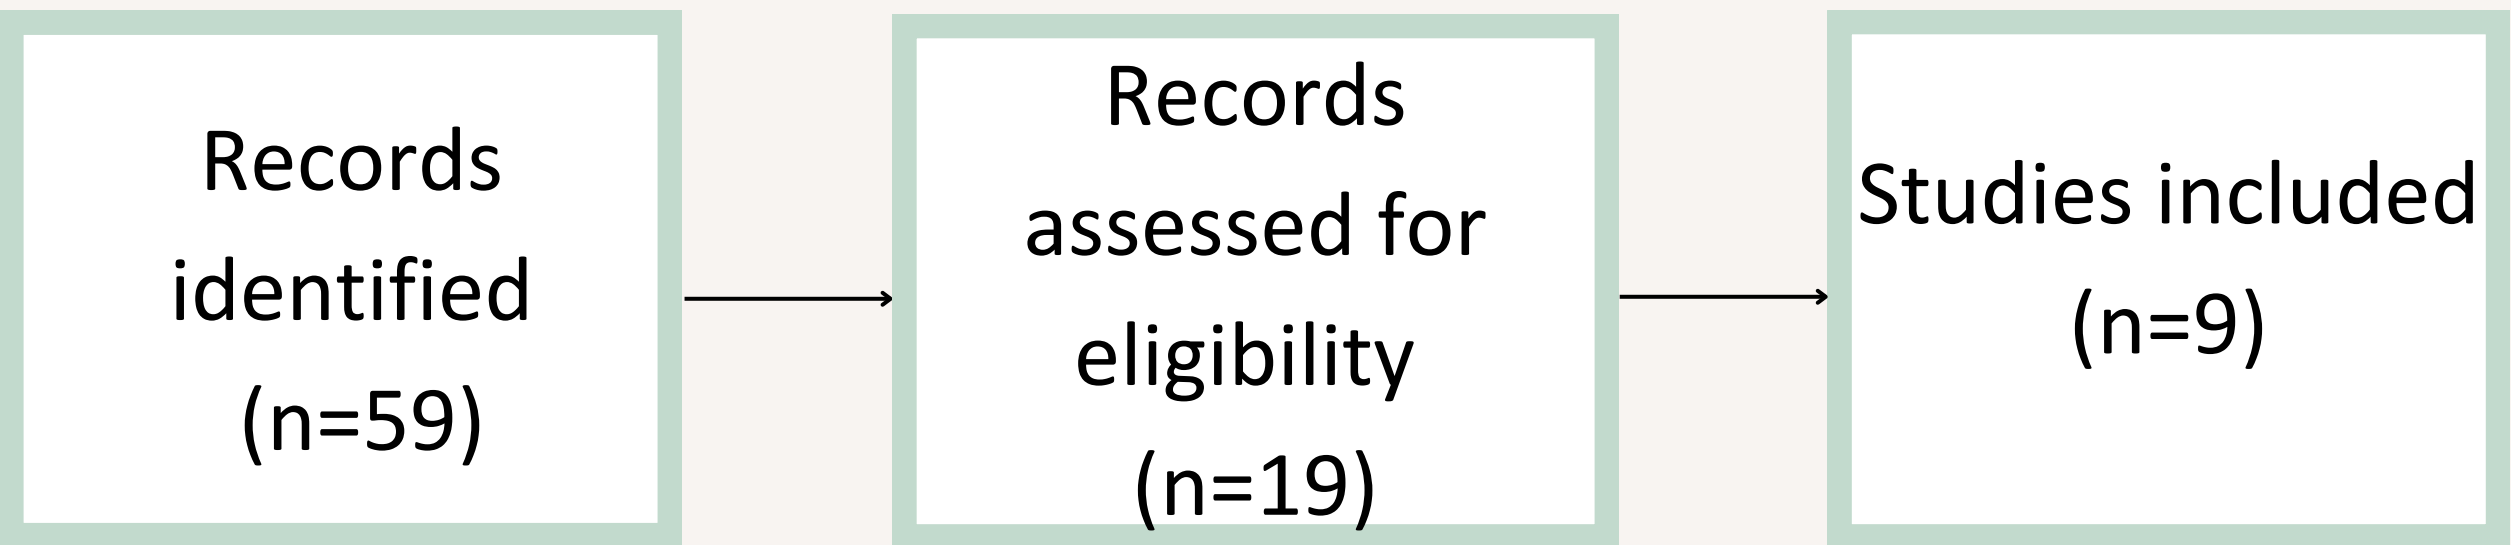 Records
identified
(n=59)
Records
assessed for
eligibility
(n=19)
Studies included
(n=9)